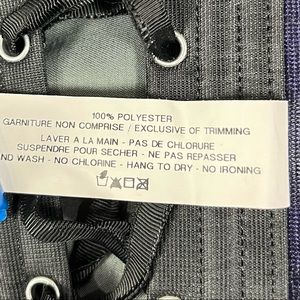 100% POLYESTER
GARNITURE NON COMPRISE / EXCLUSIVE OF TRIMMING
LAVER A LA MAIN - PAS DE CHLORURE
SUSPENDRE POUR SECHER - NE PAS REPASSER
ND WASH - NO CHLORINE - HANG TO DRY - NO IRONING